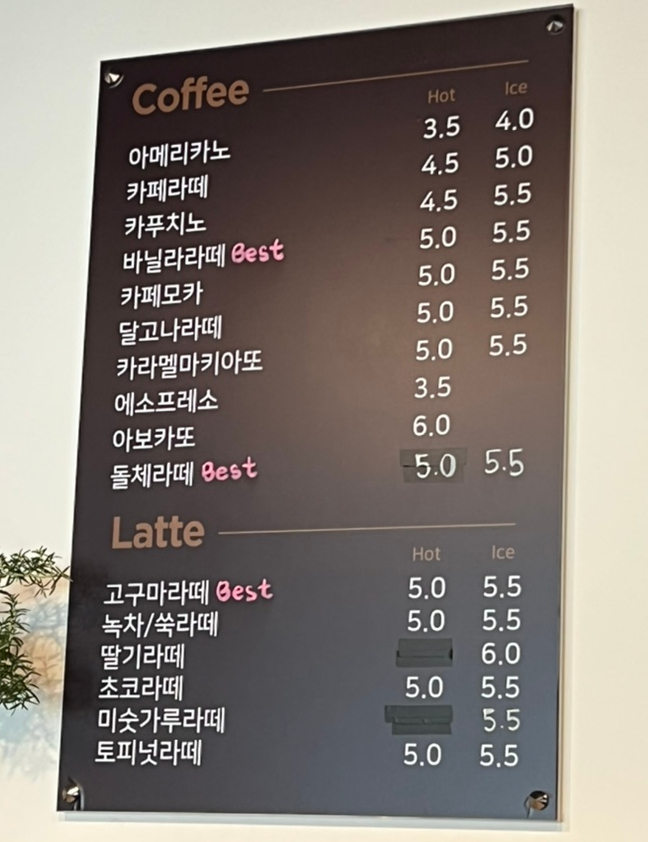 Coffee
Hot Ice
아메리카노 3.5 4.0
카페라떼 4.5 5.0
카푸치노 4.5 5.5
바닐라라떼 Best 5.0 5.5
카페모카 5.0 5.5
달고나라떼 5.0 5.5
카라멜마키아또 5.0 5.5
에소프레소 3.5
아보카또 6.0
돌체라떼 Best 5.0 5.5
Latte
Hot Ice
고구마라떼 Best 5.0 5.5
녹차/쑥라떼 5.0 5.5
딸기라떼 6.0
초코라떼 5.0 5.5
미숫가루라떼 5.5
토피넛라떼 5.0 5.5